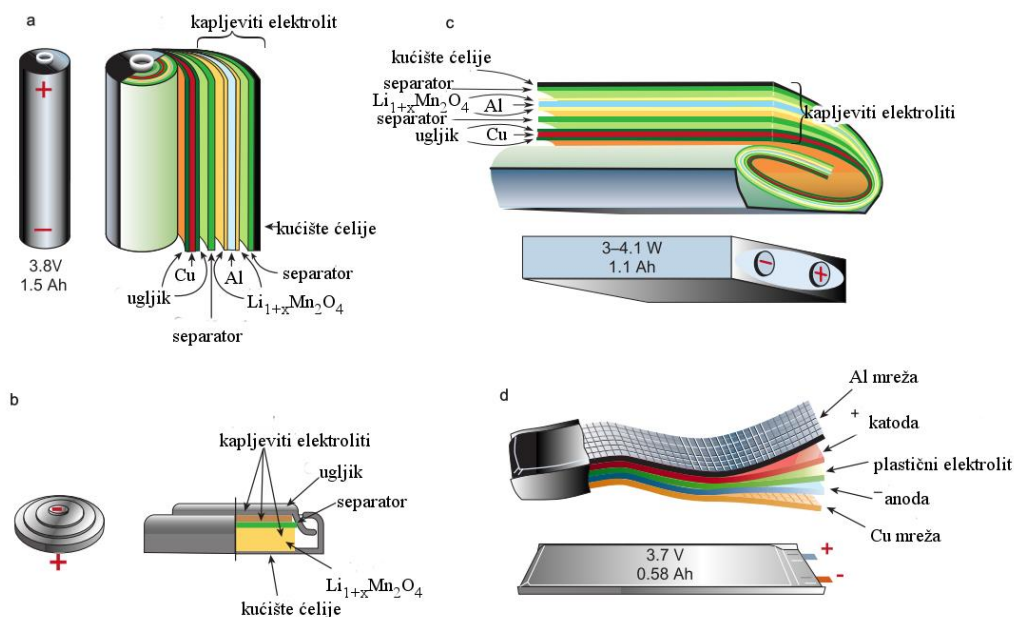 a
kapljeviti elektrolit
+
−
3.8V
1.5 Ah
kućište ćelije
Cu
Al
separator
ugljik
Li1+xMn2O4
separator
c
kućište ćelije
separator
Li1+xMn2O4
Al
separator
ugljik
Cu
kapljeviti elektroliti
3–4.1 W
1.1 Ah
−
+
b
kapljeviti elektroliti
ugljik
separator
−
+
Li1+xMn2O4
kućište ćelije
d
Al mreža
+
katoda
plastični elektrolit
−
anoda
Cu mreža
3.7 V
0.58 Ah
+
-